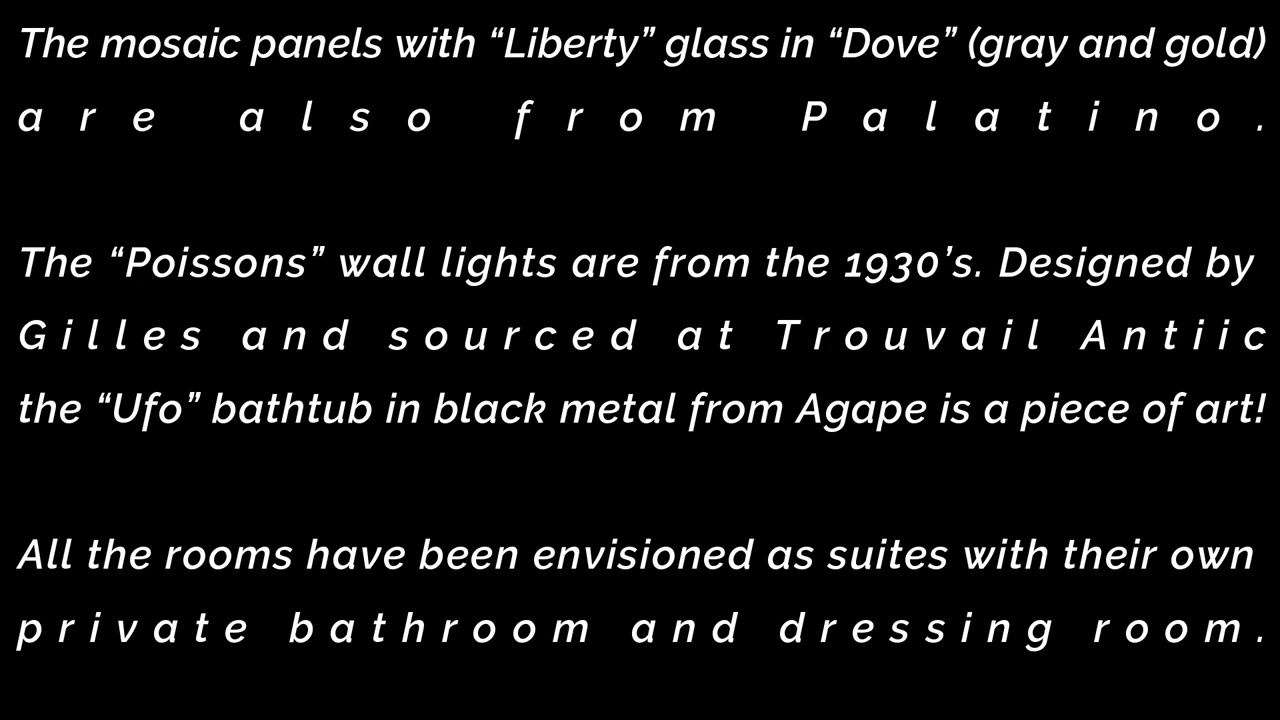 The mosaic panels with “Liberty” glass in “Dove” (gray and gold)
are also from Palatino.
The “Poissons” wall lights are from the 1930’s. Designed by
Gilles and sourced at Trouvail Antiic
the “Ufo” bathtub in black metal from Agape is a piece of art!
All the rooms have been envisioned as suites with their own
private bathroom and dressing room.